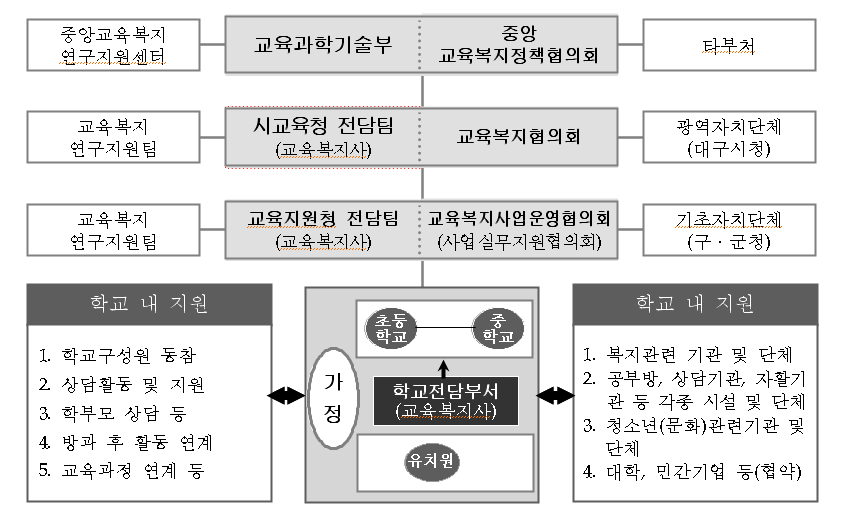 중앙교육복지
연구지원센터
교육과학기술부
중앙
교육복지정책협의회
타부처
교육복지
연구지원팀
시교육청 전담팀
(교육복지사)
교육복지협의회
광역자치단체
(대구시청)
교육복지
연구지원팀
교육지원청 전담팀
(교육복지사)
교육복지사업운영협의회
(사업실무지원협의회)
기초자치단체
(구·군청)
학교 내 지원
1. 학교구성원 동참
2. 상담활동 및 지원
3. 학부모 상담 등
4. 방과 후 활동 연계
5. 교육과정 연계 등
가
정
초등
학교
중
학교
학교전담부서
(교육복지사)
유치원
학교 내 지원
1. 복지관련 기관 및 단체
2. 공부방, 상담기관, 자활기
관 등 각종 시설 및 단체
3. 청소년(문화)관련기관 및
단체
4. 대학, 민간기업 등(협약)